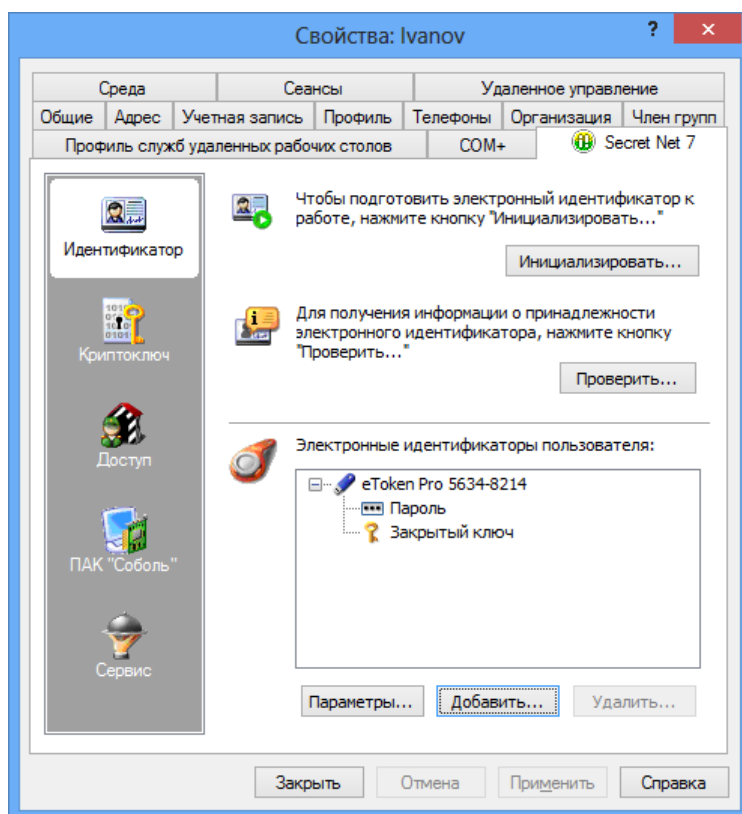 Свойства: Ivanov
?
×
Среда
Сеансы
Удаленное управление
Общие
Адрес
Учетная запись
Профиль
Телефоны
Организация
Член групп
Профиль служб удаленных рабочих столов
COM+
Secret Net 7
Идентификатор
Криптоключ
Доступ
ПАК "Соболь"
Сервис
Чтобы подготовить электронный идентификатор к
работе, нажмите кнопку "Инициализировать..."
Инициализировать...
Для получения информации о принадлежности
электронного идентификатора, нажмите кнопку
"Проверить..."
Проверить...
Электронные идентификаторы пользователя:
eToken Pro 5634-8214
Пароль
Закрытый ключ
Параметры...
Добавить...
Удалить...
Закрыть
Отмена
Применить
Справка